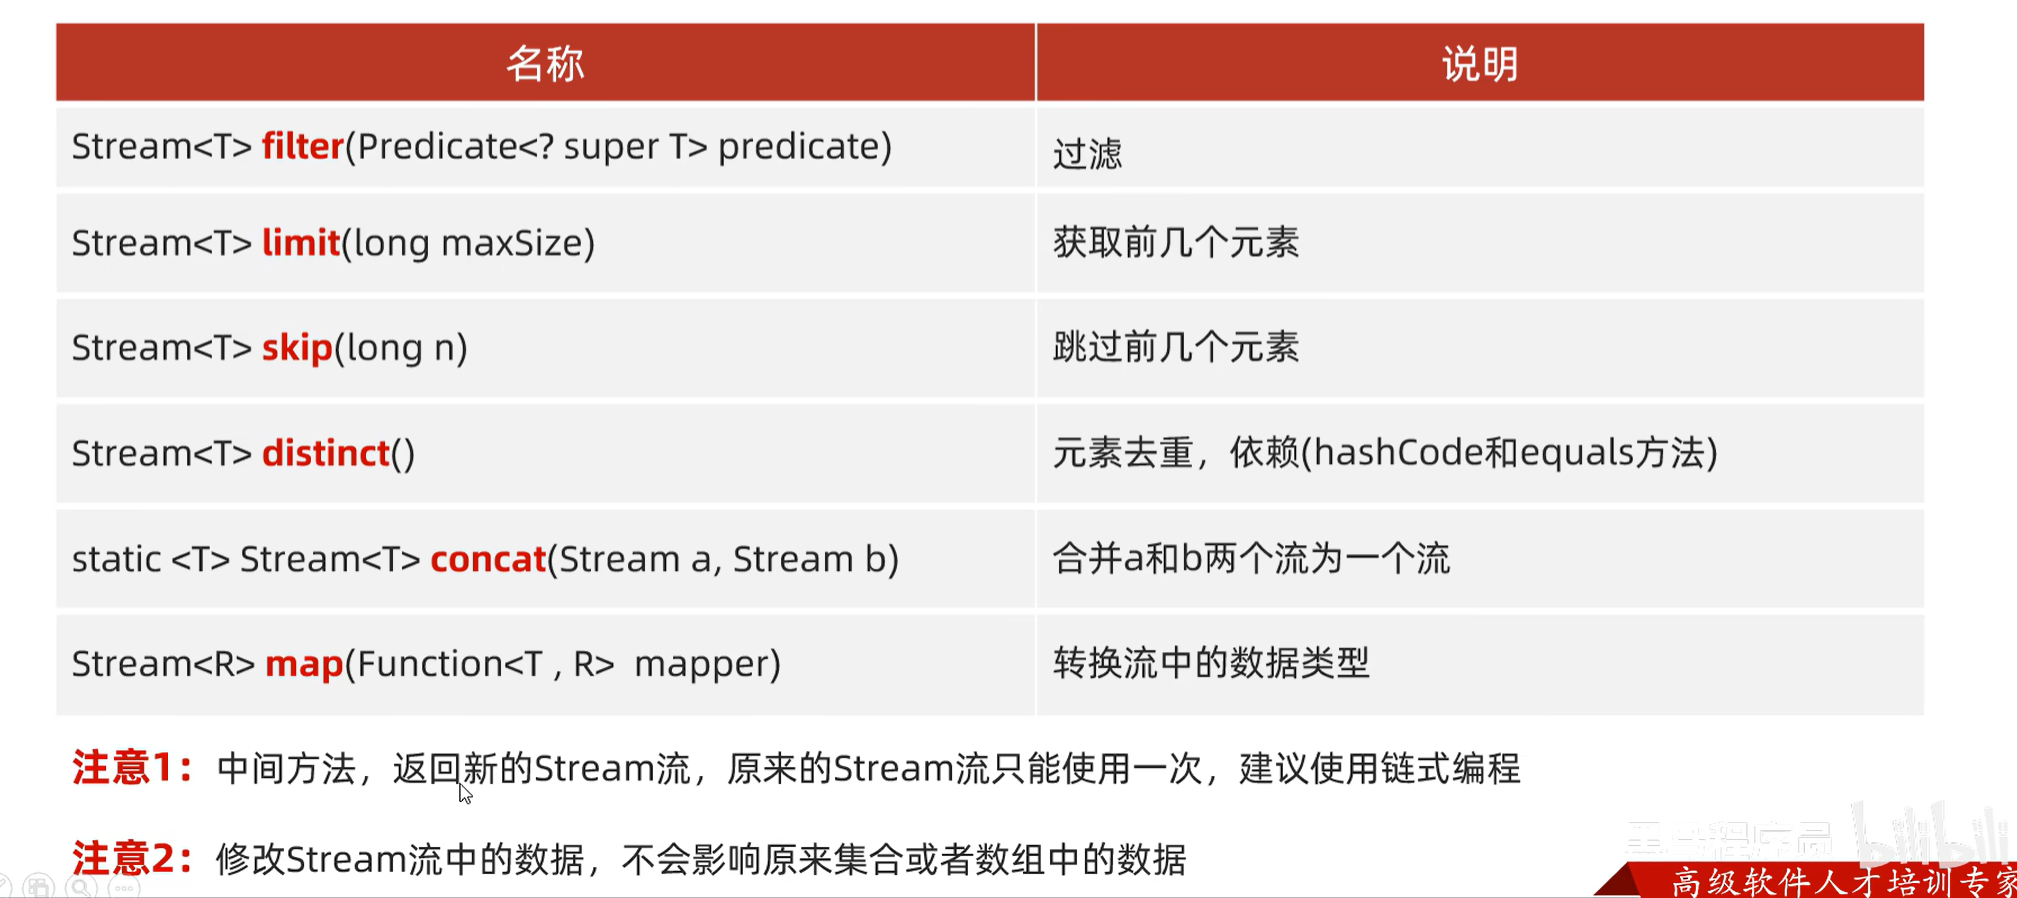 名称 说明
Stream<T> filter(Predicate<? super T> predicate) 过滤
Stream<T> limit(long maxSize) 获取前几个元素
Stream<T> skip(long n) 跳过前几个元素
Stream<T> distinct() 元素去重，依赖(hashCode和equals方法)
static <T> Stream<T> concat(Stream a, Stream b) 合并a和b两个流为一个流
Stream<R> map(Function<T , R> mapper) 转换流中的数据类型
注意1：中间方法，返回新的Stream流，原来的Stream流只能使用一次，建议使用链式编程
注意2：修改Stream流中的数据，不会影响原来集合或者数组中的数据
黑马程序员 bilibili
高级软件人才培训专家